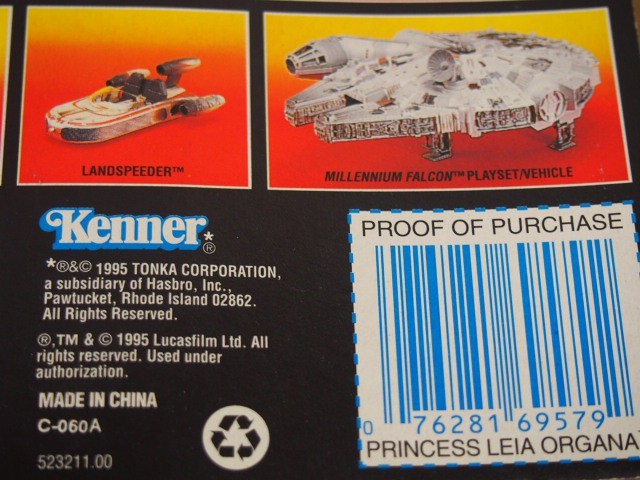 LANDSPEEDER™
MILLENNIUM FALCON™ PLAYSET/VEHICLE
Kenner®*
*®&© 1995 TONKA CORPORATION,
a subsidiary of Hasbro, Inc.,
Pawtucket, Rhode Island 02862.
All Rights Reserved.
®,TM & © 1995 Lucasfilm Ltd. All
rights reserved. Used under
authorization.
MADE IN CHINA
C-060A
523211.00
PROOF OF PURCHASE
0 76281 69579
PRINCESS LEIA ORGANA